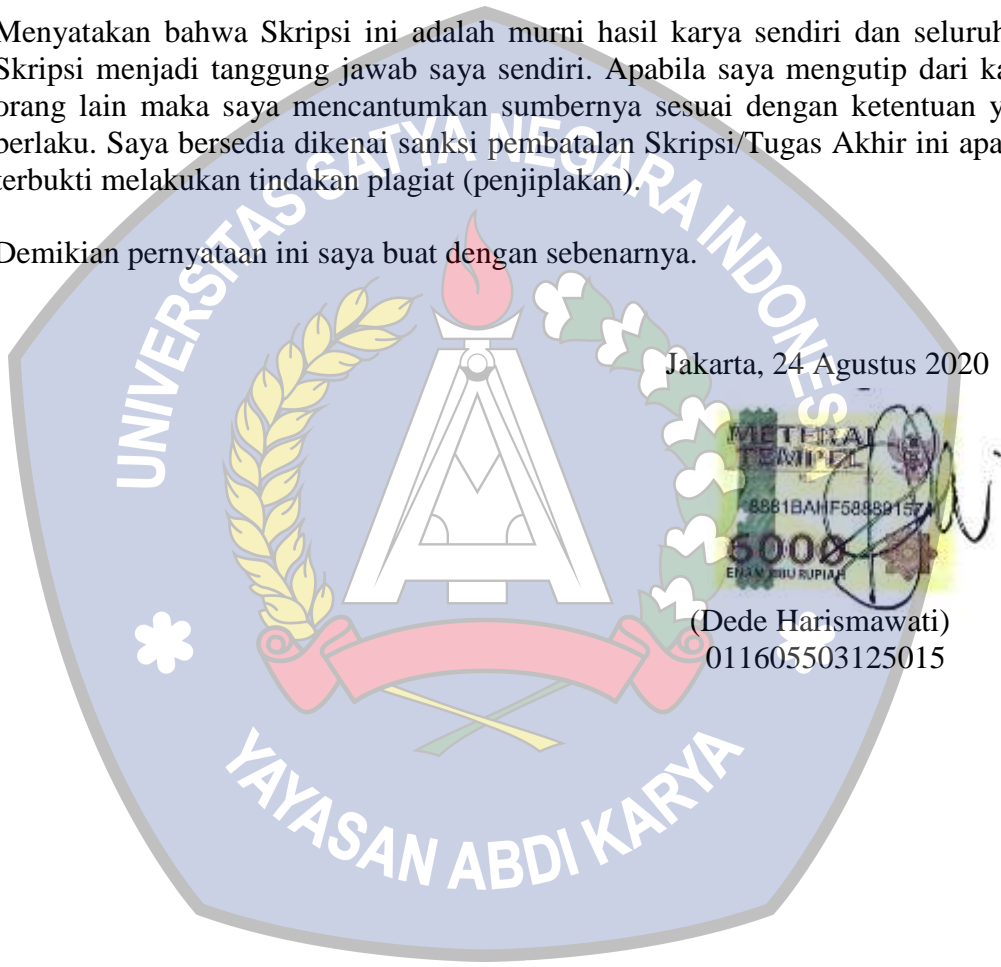 Menyatakan bahwa Skripsi ini adalah murni hasil karya sendiri dan seluruh
Skripsi menjadi tanggung jawab saya sendiri. Apabila saya mengutip dari ka
orang lain maka saya mencantumkan sumbernya sesuai dengan ketentuan y
berlaku. Saya bersedia dikenai sanksi pembatalan Skripsi/Tugas Akhir ini apa
terbukti melakukan tindakan plagiat (penjiplakan).
Demikian pernyataan ini saya buat dengan sebenarnya.
UNIVERSITAS SATYA NEGARA INDONESIA
Jakarta, 24 Agustus 2020
METERAI
TEMPEL
6000
ENAM RIBU RUPIAH
(Dede Harismawati)
011605503125015
YAYASAN ABDI KARYA